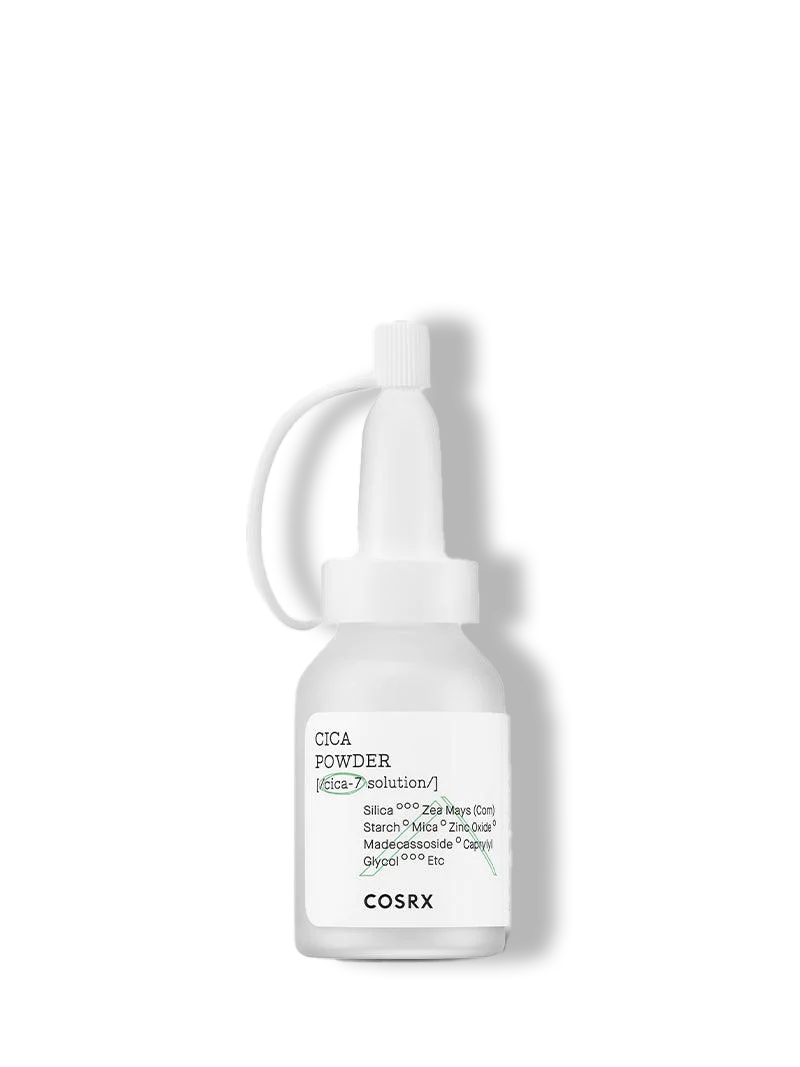 CICA
POWDER
[/cica-7 solution/]
Silica °°° Zea Mays (Corn)
Starch ° Mica ° Zinc Oxide °
Madecassoside ° Caprylyl
Glycol °°° Etc
COSRX